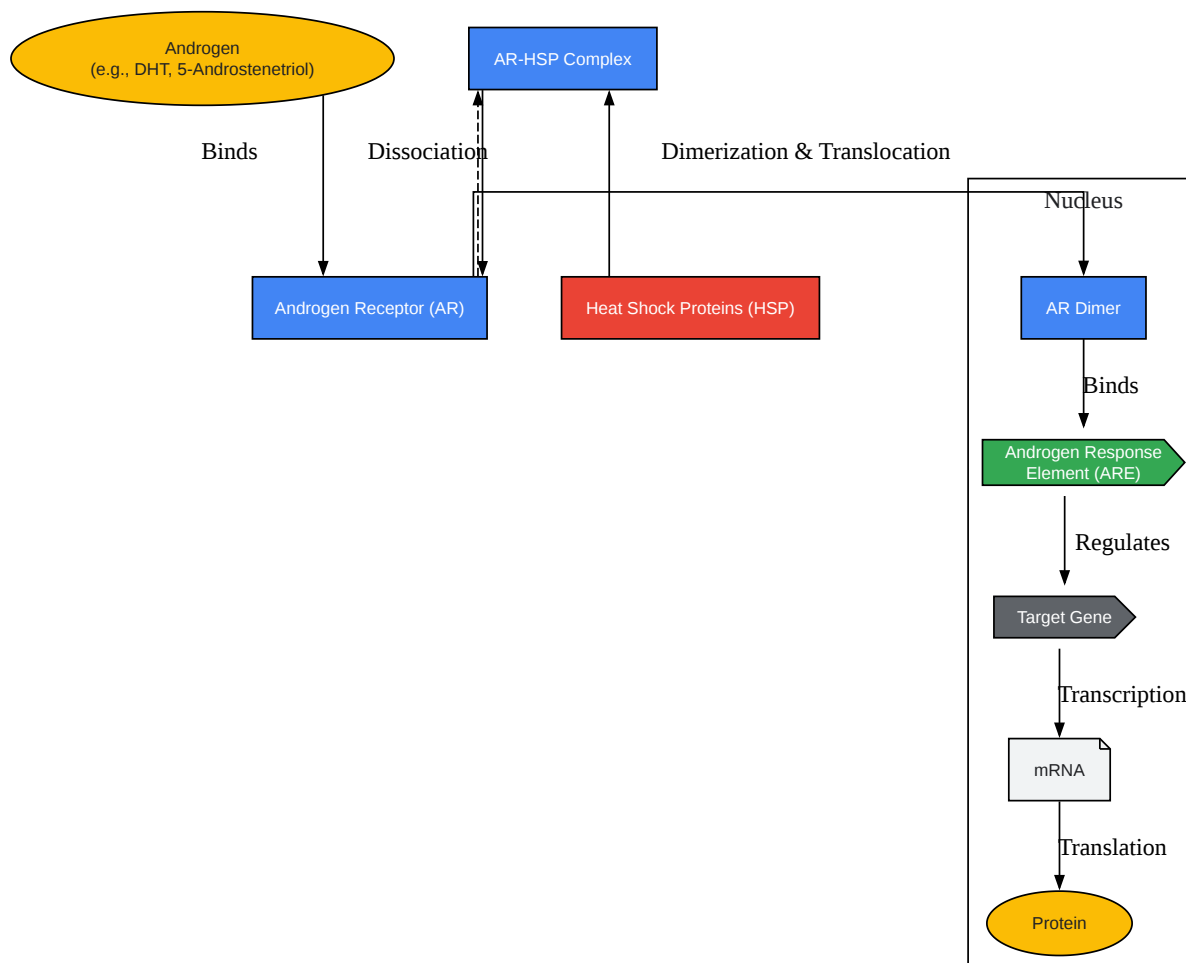 Androgen
(e.g., DHT, 5-Androstenetriol)
AR-HSP Complex
Binds
Dissociation
Dimerization & Translocation
Nucleus
Androgen Receptor (AR)
Heat Shock Proteins (HSP)
AR Dimer
Binds
Androgen Response
Element (ARE)
Regulates
Target Gene
Transcription
mRNA
Translation
Protein